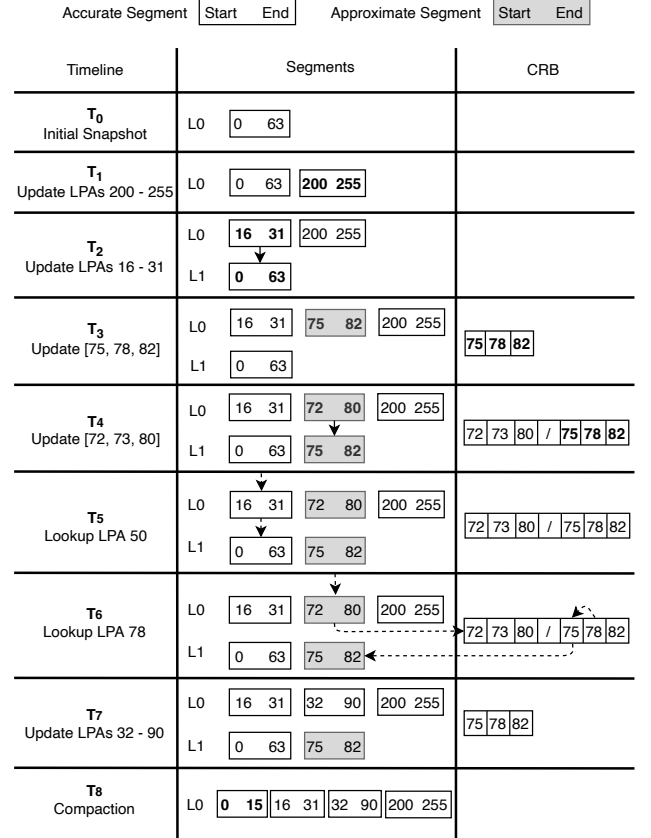 Accurate Segment Start End Approximate Segment Start End
Timeline Segments CRB
T0
Initial Snapshot
L0 0 63
T1
Update LPAs 200 - 255
L0 0 63 200 255
T2
Update LPAs 16 - 31
L0 16 31 200 255
L1 0 63
T3
Update [75, 78, 82]
L0 16 31 75 82 200 255
L1 0 63
75 78 82
T4
Update [72, 73, 80]
L0 16 31 72 80 200 255
L1 0 63 75 82
72 73 80 / 75 78 82
T5
Lookup LPA 50
L0 16 31 72 80 200 255
L1 0 63 75 82
72 73 80 / 75 78 82
T6
Lookup LPA 78
L0 16 31 72 80 200 255
L1 0 63 75 82
72 73 80 / 75 78 82
T7
Update LPAs 32 - 90
L0 16 31 32 90 200 255
L1 0 63 75 82
75 78 82
T8
Compaction
L0 0 15 16 31 32 90 200 255